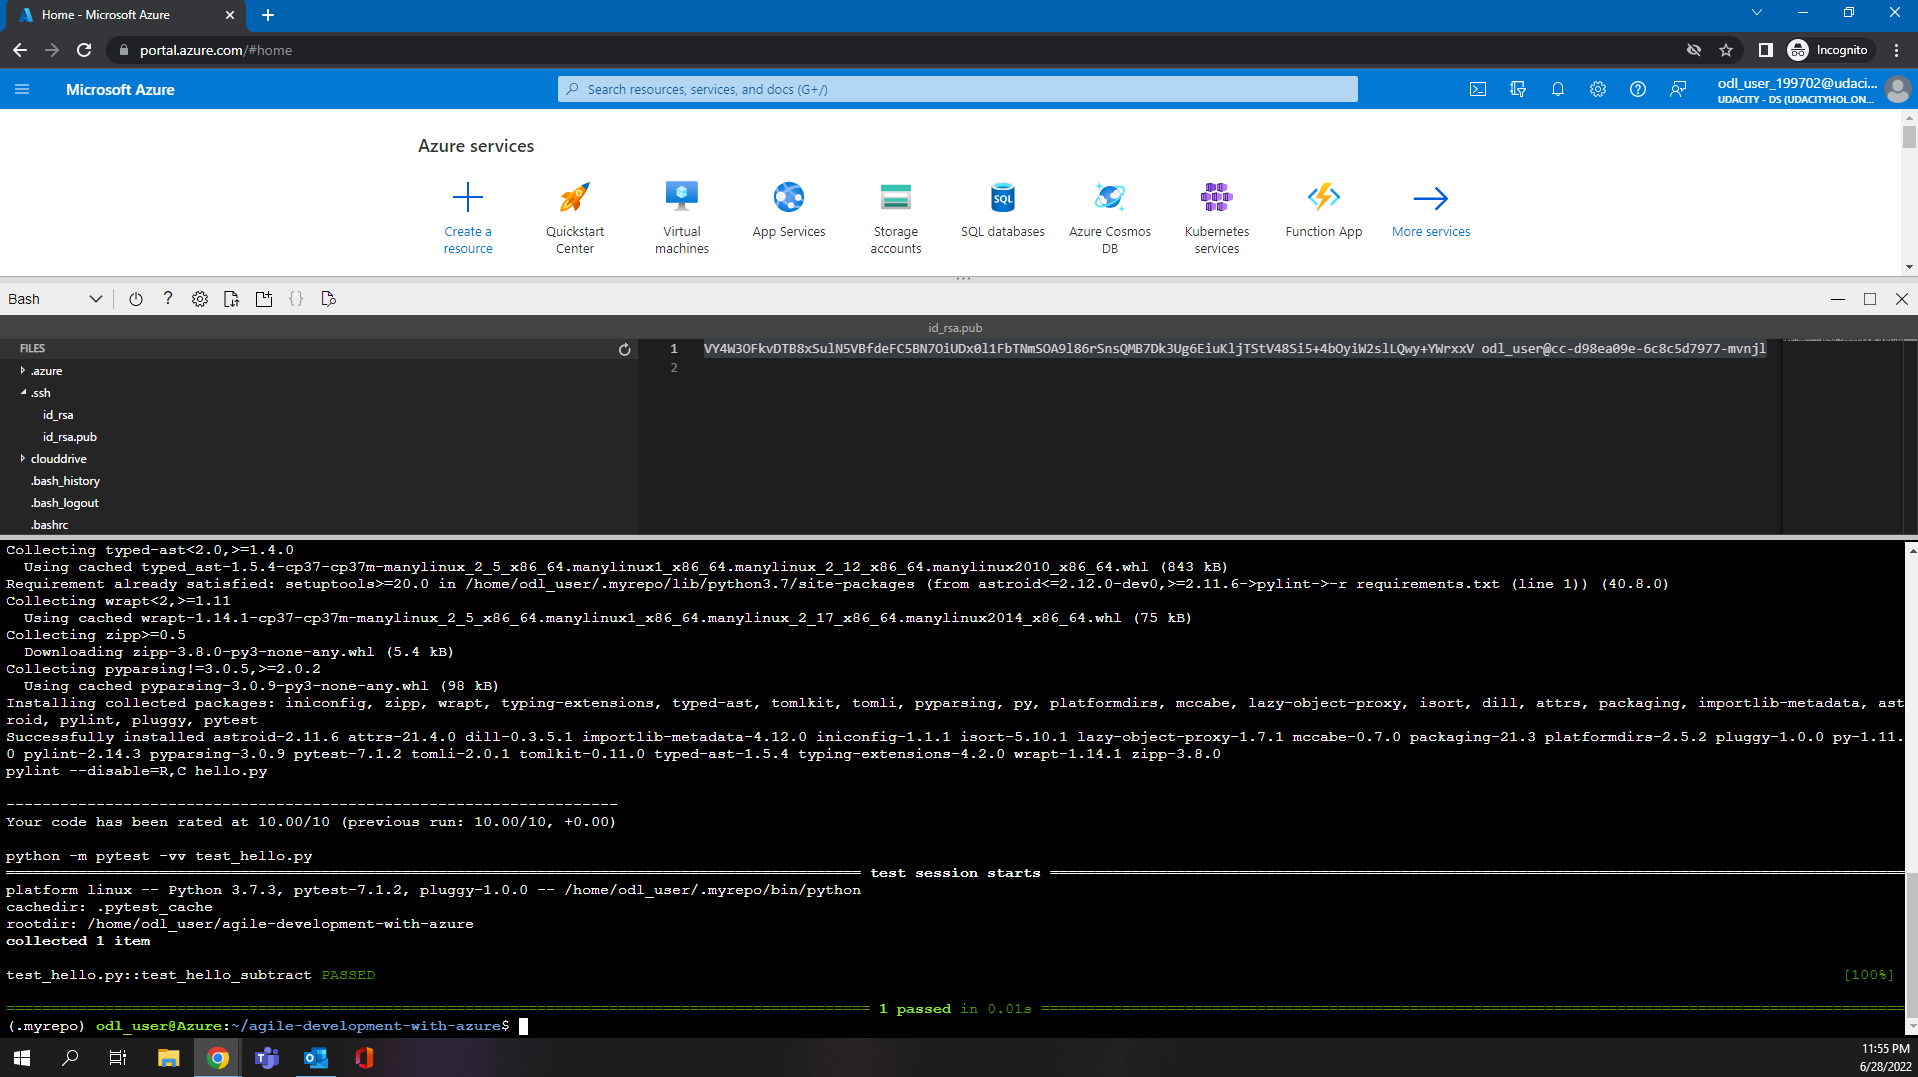 Home - Microsoft Azure
portal.azure.com/#home
Incognito
Microsoft Azure
Search resources, services, and docs (G+/)
odl_user_199702@udaci...
UDACITY - DS (UDACITYHOL.ON...
Azure services
Create a resource
Quickstart Center
Virtual machines
App Services
Storage accounts
SQL
SQL databases
Azure Cosmos DB
Kubernetes services
Function App
More services
Bash
id_rsa.pub
FILES
.azure
.ssh
id_rsa
id_rsa.pub
clouddrive
.bash_history
.bash_logout
.bashrc
1 VY4W3OFkvDTB8xSulN5VBfdeFC5BN7OiUDx0l1FbTNmSOA9l86rSnsQMB7Dk3Ug6EiuKljTStV48Si5+4bOyiW2slLQwy+YWrxxV odl_user@cc-d98ea09e-6c8c5d7977-mvnjl
2
Collecting typed-ast<2.0,>=1.4.0
Using cached typed_ast-1.5.4-cp37-cp37m-manylinux_2_5_x86_64.manylinux1_x86_64.manylinux_2_12_x86_64.manylinux2010_x86_64.whl (843 kB)
Requirement already satisfied: setuptools>=20.0 in /home/odl_user/.myrepo/lib/python3.7/site-packages (from astroid<=2.12.0-dev0,>=2.11.6->pylint->-r requirements.txt (line 1)) (40.8.0)
Collecting wrapt<2,>=1.11
Using cached wrapt-1.14.1-cp37-cp37m-manylinux_2_5_x86_64.manylinux1_x86_64.manylinux_2_17_x86_64.manylinux2014_x86_64.whl (75 kB)
Collecting zipp>=0.5
Downloading zipp-3.8.0-py3-none-any.whl (5.4 kB)
Collecting pyparsing!=3.0.5,>=2.0.2
Using cached pyparsing-3.0.9-py3-none-any.whl (98 kB)
Installing collected packages: iniconfig, zipp, wrapt, typing-extensions, typed-ast, tomlkit, tomli, pyparsing, py, platformdirs, mccabe, lazy-object-proxy, isort, dill, attrs, packaging, importlib-metadata, ast
roid, pylint, pluggy, pytest
Successfully installed astroid-2.11.6 attrs-21.4.0 dill-0.3.5.1 importlib-metadata-4.12.0 iniconfig-1.1.1 isort-5.10.1 lazy-object-proxy-1.7.1 mccabe-0.7.0 packaging-21.3 platformdirs-2.5.2 pluggy-1.0.0 py-1.11.
0 pylint-2.14.3 pyparsing-3.0.9 pytest-7.1.2 tomli-2.0.1 tomlkit-0.11.0 typed-ast-1.5.4 typing-extensions-4.2.0 wrapt-1.14.1 zipp-3.8.0
pylint --disable=R,C hello.py
--------------------------------------------------------------------
Your code has been rated at 10.00/10 (previous run: 10.00/10, +0.00)
python -m pytest -vv test_hello.py
test session starts
platform linux -- Python 3.7.3, pytest-7.1.2, pluggy-1.0.0 -- /home/odl_user/.myrepo/bin/python
cachedir: .pytest_cache
rootdir: /home/odl_user/agile-development-with-azure
collected 1 item
test_hello.py::test_hello_subtract PASSED [100%]
1 passed in 0.01s
(.myrepo) odl_user@Azure:~/agile-development-with-azure$
11:55 PM
6/28/2022